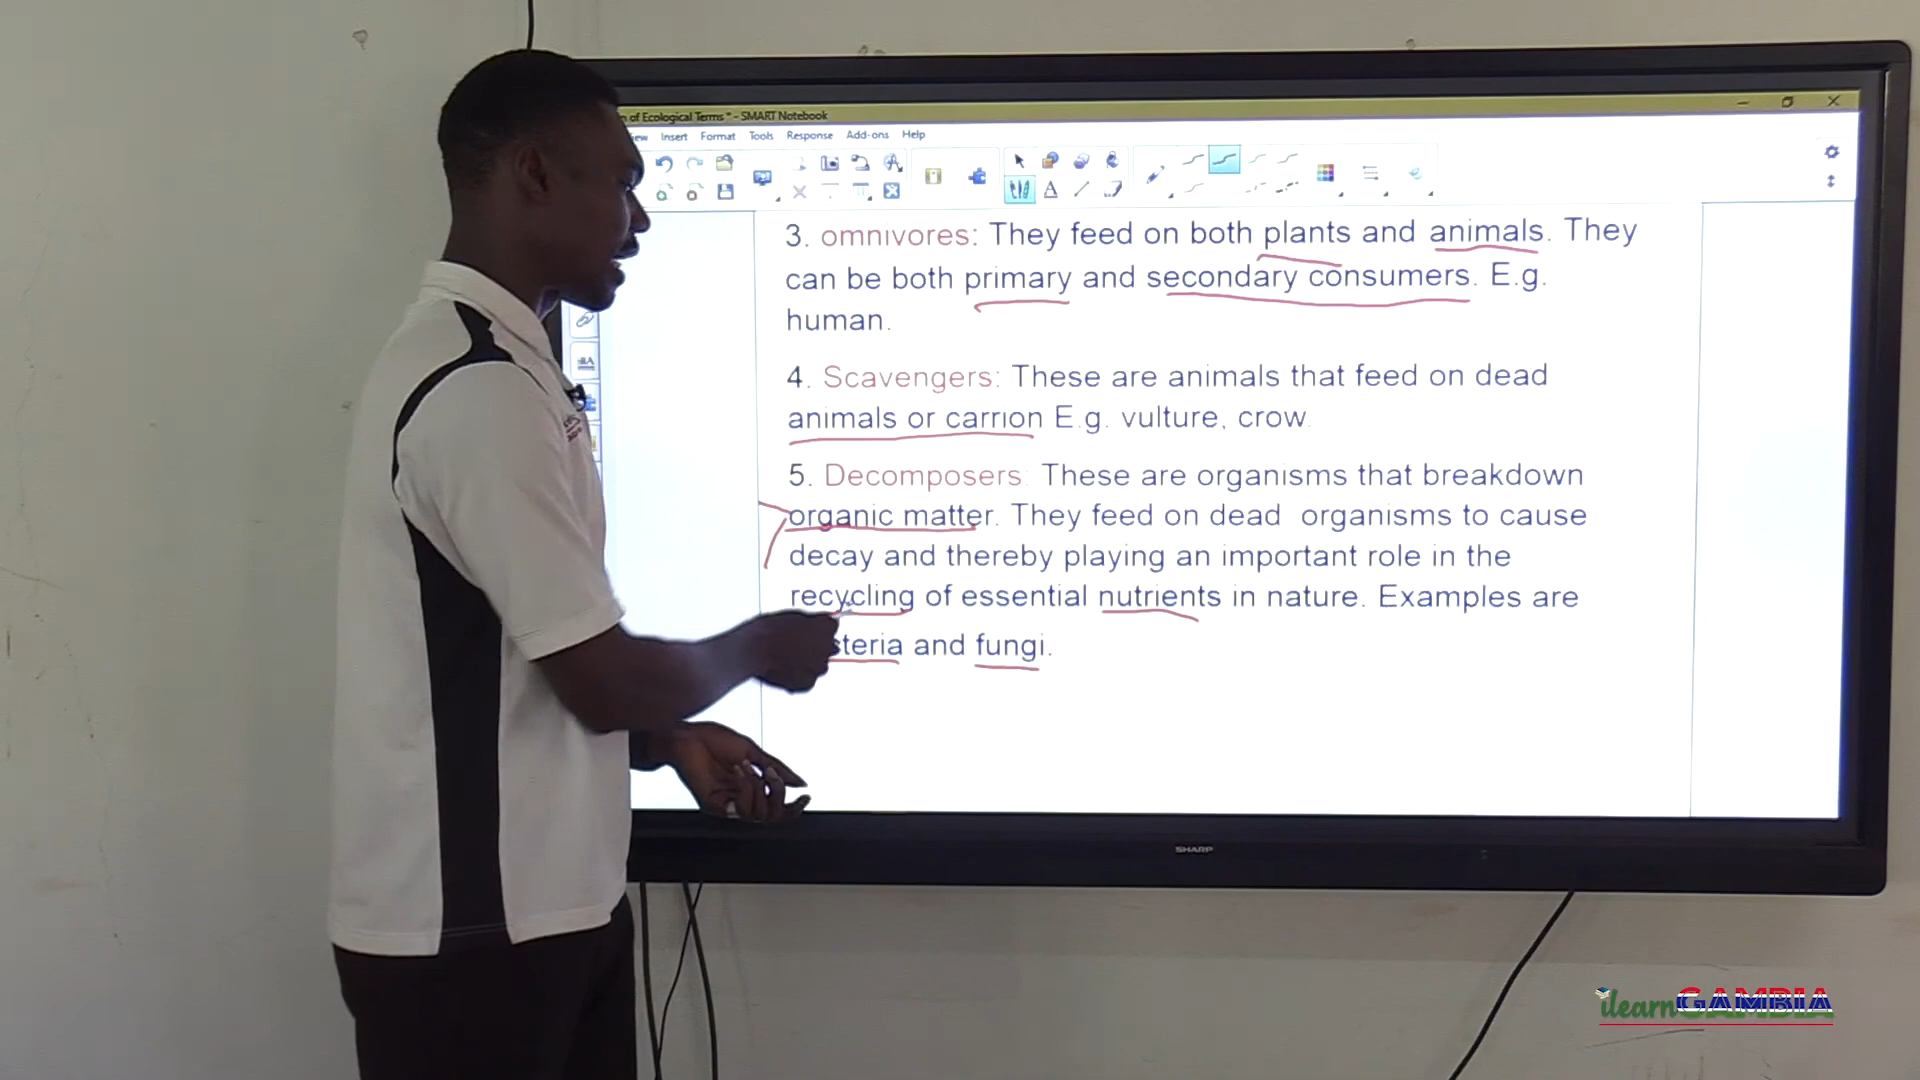 of Ecological Terms * - SMART Notebook
Insert Format Tools Response Add-ons Help
3. omnivores: They feed on both plants and animals. They
can be both primary and secondary consumers. E.g.
human.
4. Scavengers: These are animals that feed on dead
animals or carrion E.g. vulture, crow.
5. Decomposers: These are organisms that breakdown
organic matter. They feed on dead organisms to cause
decay and thereby playing an important role in the
recycling of essential nutrients in nature. Examples are
and fungi.
SHARP
ilearnGAMBIA